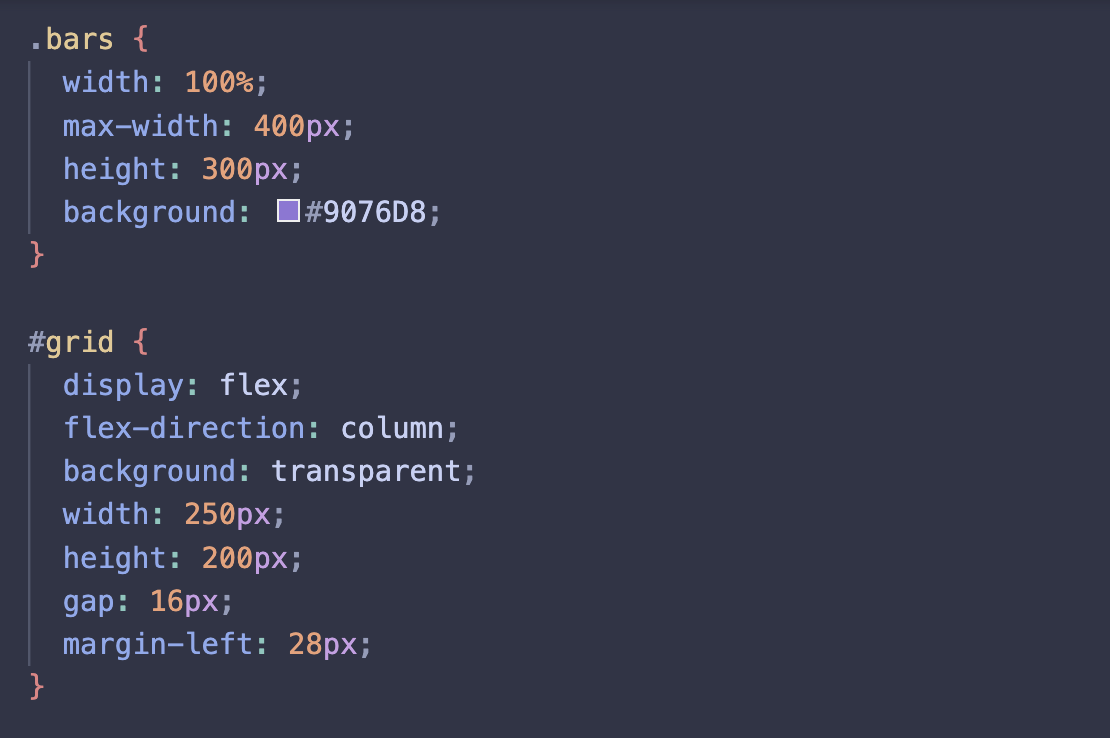 .bars {
  width: 100%;
  max-width: 400px;
  height: 300px;
  background: #9076D8;
}

#grid {
  display: flex;
  flex-direction: column;
  background: transparent;
  width: 250px;
  height: 200px;
  gap: 16px;
  margin-left: 28px;
}